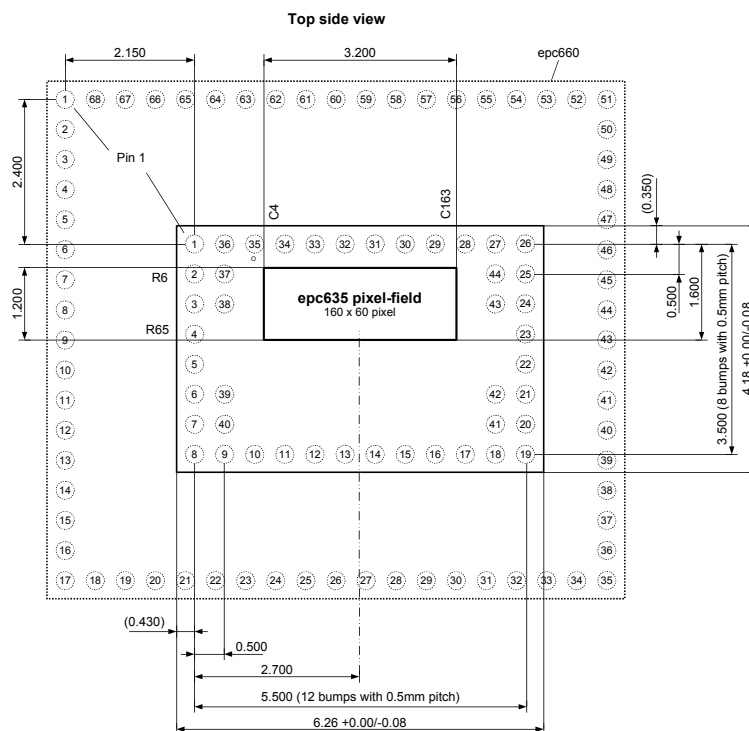 Top side view
2.150
3.200
epc660
1 68 67 66 65 64 63 62 61 60 59 58 57 56 55 54 53 52 51
2 50
3 49
Pin 1
2.400
4 48
C4
C163
(0.350)
5 47
6 1 36 35 34 33 32 31 30 29 28 27 26 46
7 R6 2 37 44 25 45
epc635 pixel-field
160 x 60 pixel
1.200
0.500
1.600
8 3 38 43 24 44
9 R65 4 23 43
10 5 22 42
11 6 39 42 21 41
12 7 40 41 20 40
13 8 9 10 11 12 13 14 15 16 17 18 19 39
3.500 (8 bumps with 0.5mm pitch)
4.18 +0.00/-0.08
14 38
15 37
16 36
17 18 19 20 21 22 23 24 25 26 27 28 29 30 31 32 33 34 35
(0.430)
0.500
2.700
5.500 (12 bumps with 0.5mm pitch)
6.26 +0.00/-0.08